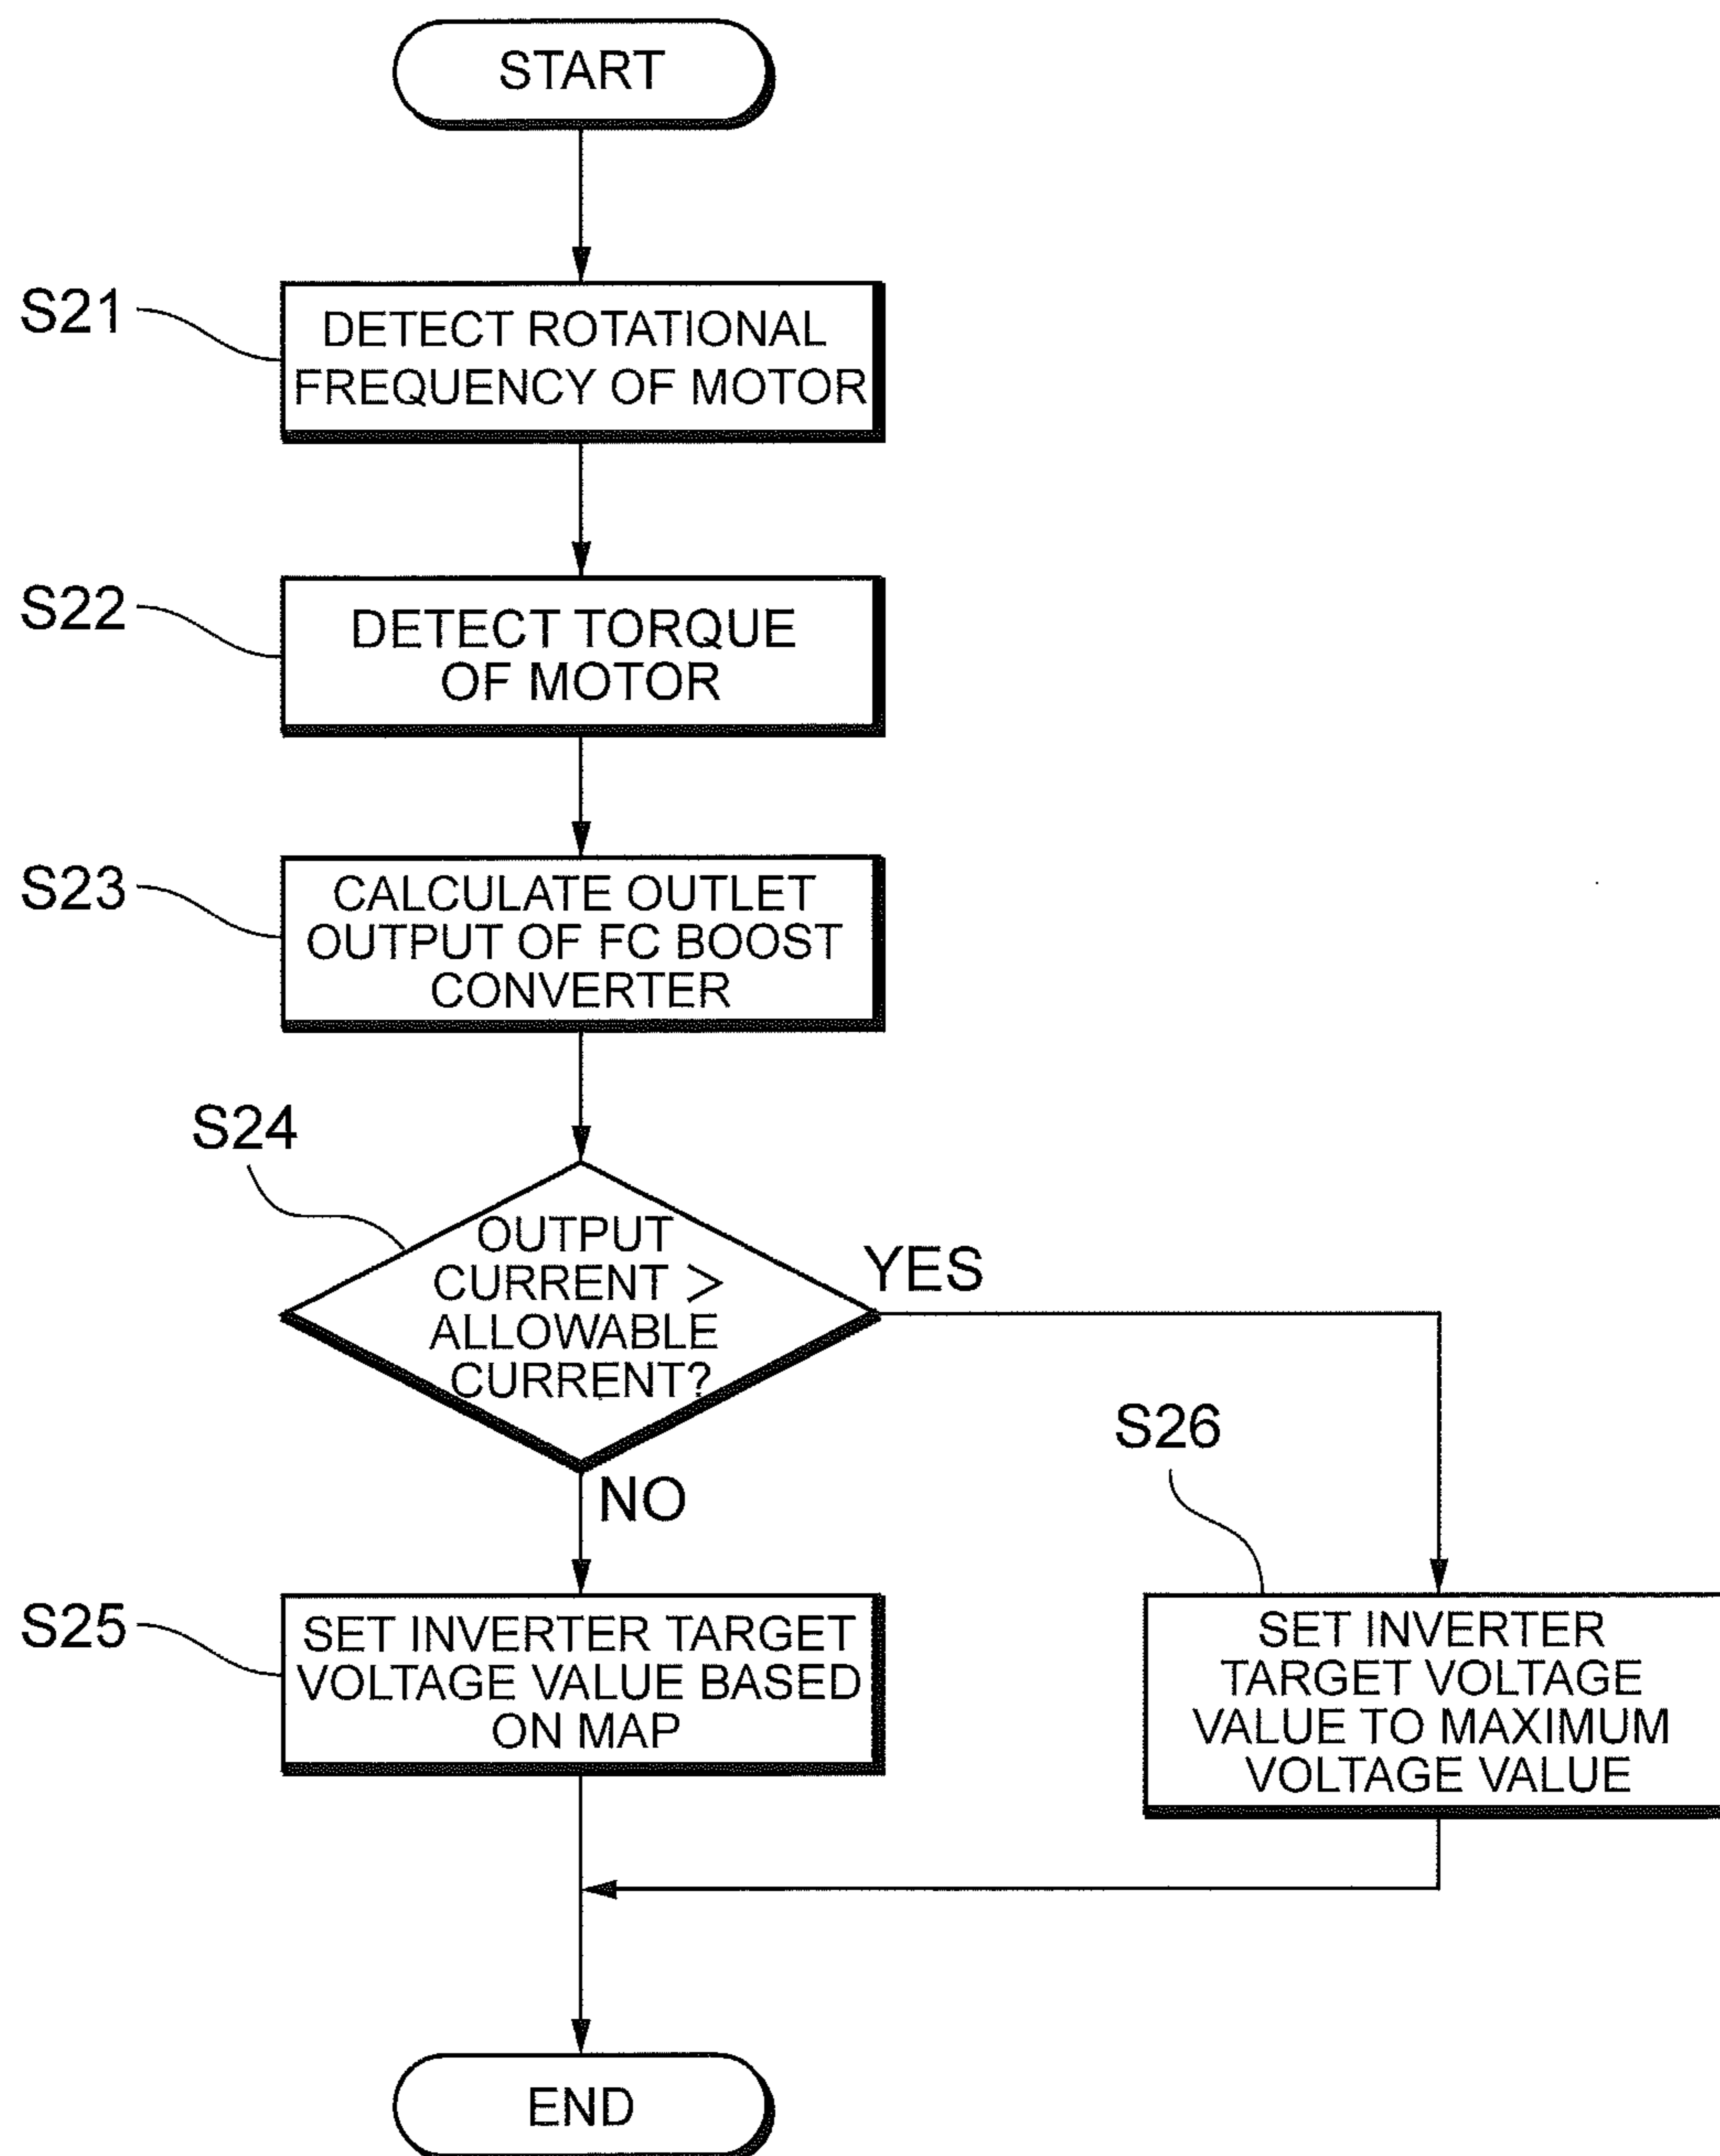 START
S21
DETECT ROTATIONAL
FREQUENCY OF MOTOR
S22
DETECT TORQUE
OF MOTOR
S23
CALCULATE OUTLET
OUTPUT OF FC BOOST
CONVERTER
S24
OUTPUT
CURRENT >
ALLOWABLE
CURRENT?
YES
NO
S25
SET INVERTER TARGET
VOLTAGE VALUE BASED
ON MAP
S26
SET INVERTER
TARGET VOLTAGE
VALUE TO MAXIMUM
VOLTAGE VALUE
END